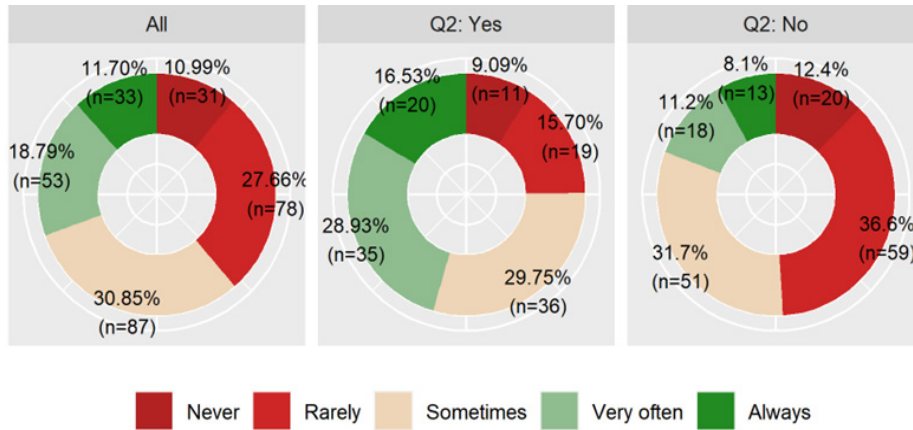 All
11.70%
(n=33)
10.99%
(n=31)
18.79%
(n=53)
27.66%
(n=78)
30.85%
(n=87)
Q2: Yes
16.53%
(n=20)
9.09%
(n=11)
15.70%
(n=19)
28.93%
(n=35)
29.75%
(n=36)
Q2: No
8.1%
(n=13)
12.4%
(n=20)
11.2%
(n=18)
36.6%
(n=59)
31.7%
(n=51)
Never Rarely Sometimes Very often Always